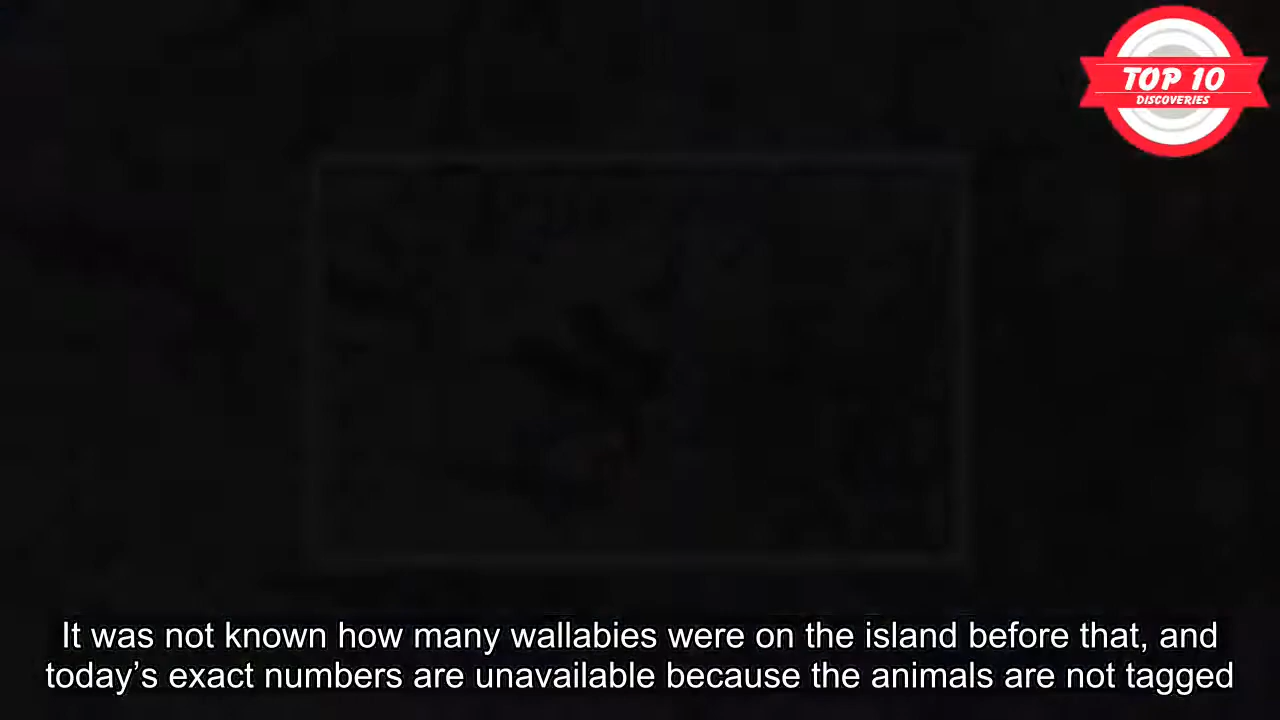 TOP 10
DISCOVERIES
It was not known how many wallabies were on the island before that, and
today’s exact numbers are unavailable because the animals are not tagged